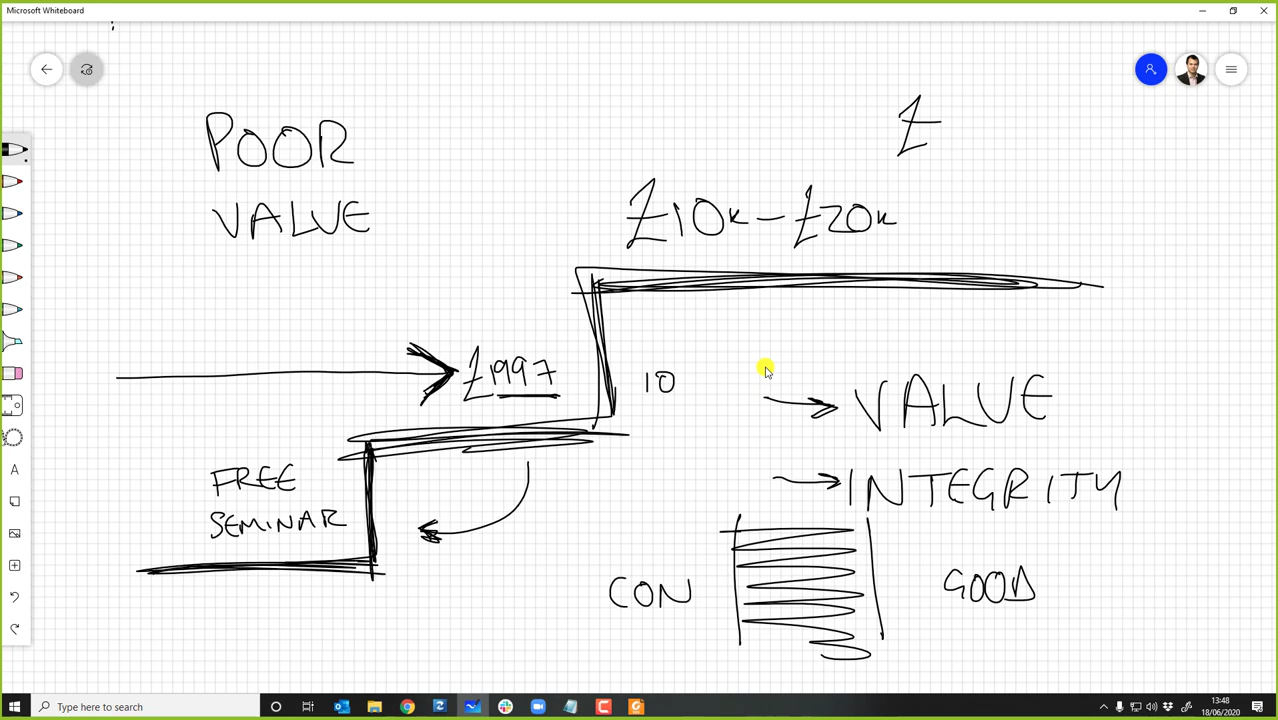 Microsoft Whiteboard
POOR
VALUE
£
£10K - £20K
£1997
10
VALUE
FREE
SEMINAR
INTEGRITY
CON
GOOD
A
Type here to search
13:48
18/06/2020